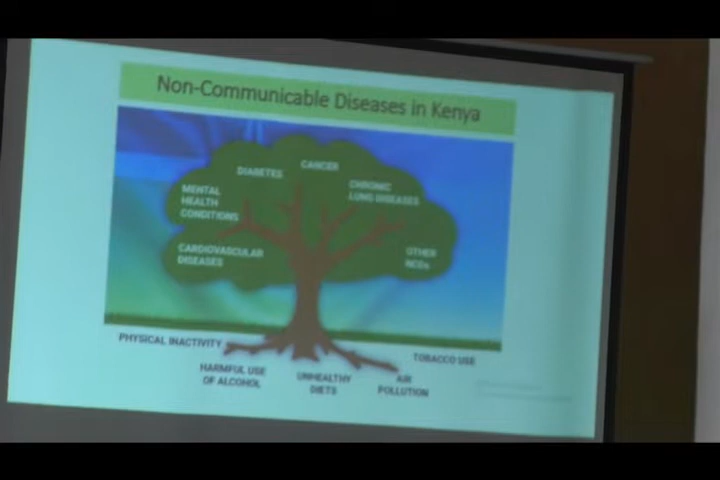 Non-Communicable Diseases in Kenya
CANCER
DIABETES
CHRONIC
LUNG DISEASES
MENTAL
HEALTH
CONDITIONS
CARDIOVASCULAR
DISEASES
OTHER
NCDs
PHYSICAL INACTIVITY
TOBACCO USE
HARMFUL USE
OF ALCOHOL
UNHEALTHY
DIETS
AIR
POLLUTION